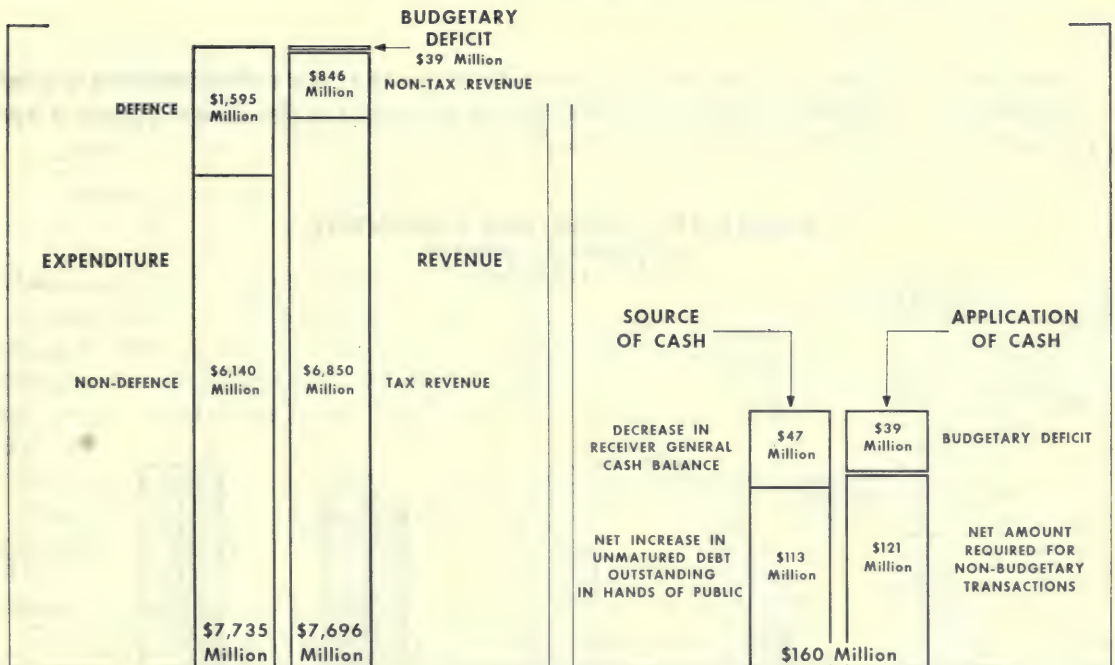 BUDGETARY
DEFICIT
$39 Million
DEFENCE
$1,595
Million
$846
Million
NON-TAX REVENUE
EXPENDITURE
REVENUE
NON-DEFENCE
$6,140
Million
$6,850
Million
TAX REVENUE
$7,735
Million
$7,696
Million
SOURCE
OF CASH
APPLICATION
OF CASH
DECREASE IN
RECEIVER GENERAL
CASH BALANCE
$47
Million
$39
Million
BUDGETARY DEFICIT
NET INCREASE IN
UNMATURED DEBT
OUTSTANDING
IN HANDS OF PUBLIC
$113
Million
$121
Million
NET AMOUNT
REQUIRED FOR
NON-BUDGETARY
TRANSACTIONS
$160 Million